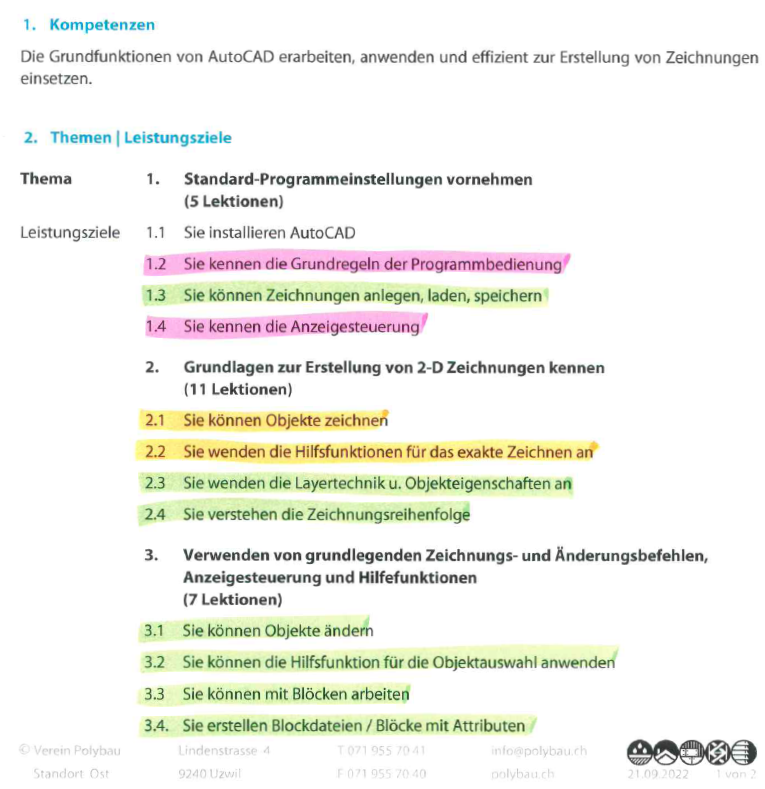 1. Kompetenzen
Die Grundfunktionen von AutoCAD erarbeiten, anwenden und effizient zur Erstellung von Zeichnungen
einsetzen.
2. Themen | Leistungsziele
Thema 1. Standard-Programmeinstellungen vornehmen
(5 Lektionen)
Leistungsziele 1.1 Sie installieren AutoCAD
1.2 Sie kennen die Grundregeln der Programmbedienung
1.3 Sie können Zeichnungen anlegen, laden, speichern
1.4 Sie kennen die Anzeigesteuerung
2. Grundlagen zur Erstellung von 2-D Zeichnungen kennen
(11 Lektionen)
2.1 Sie können Objekte zeichnen
2.2 Sie wenden die Hilfsfunktionen für das exakte Zeichnen an
2.3 Sie wenden die Layertechnik u. Objekteigenschaften an
2.4 Sie verstehen die Zeichnungsreihenfolge
3. Verwenden von grundlegenden Zeichnungs- und Änderungsbefehlen,
Anzeigesteuerung und Hilfefunktionen
(7 Lektionen)
3.1 Sie können Objekte ändern
3.2 Sie können die Hilfsfunktion für die Objektauswahl anwenden
3.3 Sie können mit Blöcken arbeiten
3.4. Sie erstellen Blockdateien / Blöcke mit Attributen
© Verein Polybau Lindenstrasse 4 T 071 955 70 41 info@polybau.ch
Standort Ost 9240 Uzwil F 071 955 70 40 polybau.ch 21.09.2022 1 von 2